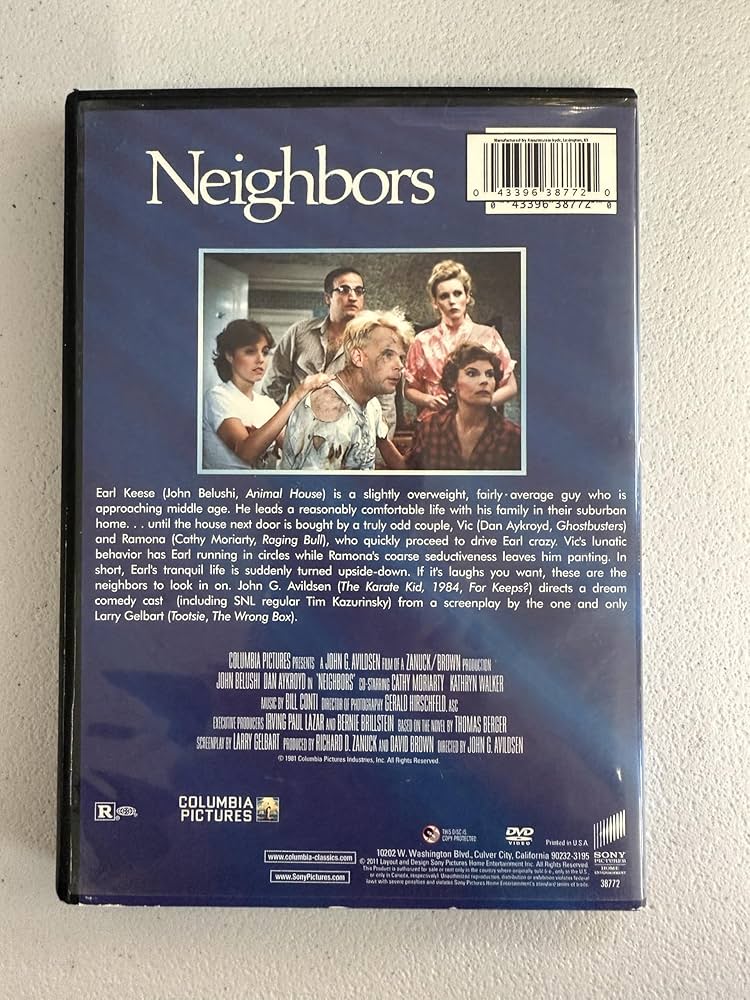 Neighbors
0 43396 38772 0
0 43396 38772 0
Earl Keese (John Belushi, Animal House) is a slightly overweight, fairly-average guy who is
approaching middle age. He leads a reasonably comfortable life with his family in their suburban
home. . . until the house next door is bought by a truly odd couple, Vic (Dan Aykroyd, Ghostbusters)
and Ramona (Cathy Moriarty, Raging Bull), who quickly proceed to drive Earl crazy. Vic's lunatic
behavior has Earl running in circles while Ramona's coarse seductiveness leaves him panting. In
short, Earl's tranquil life is suddenly turned upside-down. If it's laughs you want, these are the
neighbors to look in on. John G. Avildsen (The Karate Kid, 1984, For Keeps?) directs a dream
comedy cast (including SNL regular Tim Kazurinsky) from a screenplay by the one and only
Larry Gelbart (Tootsie, The Wrong Box).
COLUMBIA PICTURES PRESENTS A JOHN G. AVILDSEN FILM OF A ZANUCK/BROWN PRODUCTION
JOHN BELUSHI DAN AYKROYD IN 'NEIGHBORS' CO-STARRING CATHY MORIARTY KATHRYN WALKER
MUSIC BY BILL CONTI DIRECTOR OF PHOTOGRAPHY GERALD HIRSCHFELD, ASC
EXECUTIVE PRODUCERS IRVING PAUL LAZAR AND BERNIE BRILLSTEIN BASED ON THE NOVEL BY THOMAS BERGER
SCREENPLAY BY LARRY GELBART PRODUCED BY RICHARD D. ZANUCK AND DAVID BROWN DIRECTED BY JOHN G. AVILDSEN
© 1981 Columbia Pictures Industries, Inc. All Rights Reserved.
R
COLUMBIA
PICTURES
THIS DISC IS
COPY PROTECTED
DVD
VIDEO
Printed in U.S.A.
www.columbia-classics.com
www.SonyPictures.com
10202 W. Washington Blvd., Culver City, California 90232-3195
© 2011 Layout and Design Sony Pictures Home Entertainment Inc. All Rights Reserved.
SONY
PICTURES
HOME
ENTERTAINMENT
38772